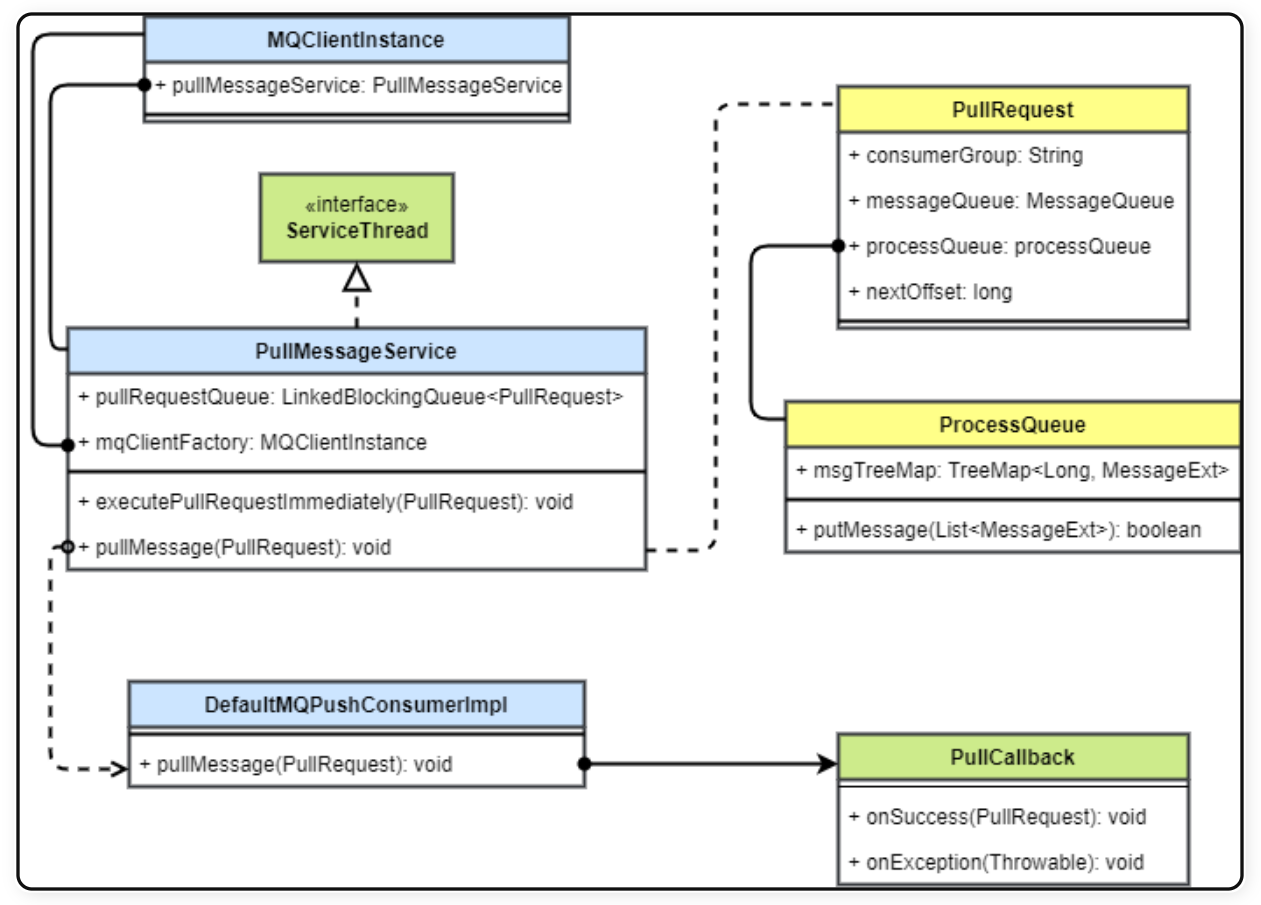 MQClientInstance
+ pullMessageService: PullMessageService
«interface»
ServiceThread
PullMessageService
+ pullRequestQueue: LinkedBlockingQueue<PullRequest>
+ mqClientFactory: MQClientInstance
+ executePullRequestImmediately(PullRequest): void
+ pullMessage(PullRequest): void
PullRequest
+ consumerGroup: String
+ messageQueue: MessageQueue
+ processQueue: processQueue
+ nextOffset: long
ProcessQueue
+ msgTreeMap: TreeMap<Long, MessageExt>
+ putMessage(List<MessageExt>): boolean
DefaultMQPushConsumerImpl
+ pullMessage(PullRequest): void
PullCallback
+ onSuccess(PullRequest): void
+ onException(Throwable): void